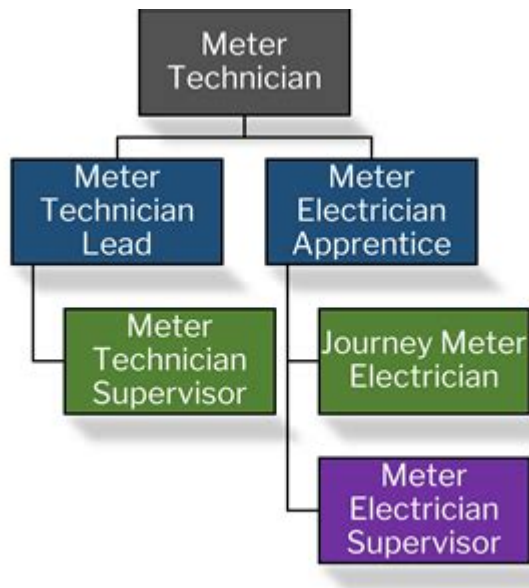 Meter
Technician
Meter
Technician
Lead
Meter
Electrician
Apprentice
Meter
Technician
Supervisor
Journey Meter
Electrician
Meter
Electrician
Supervisor